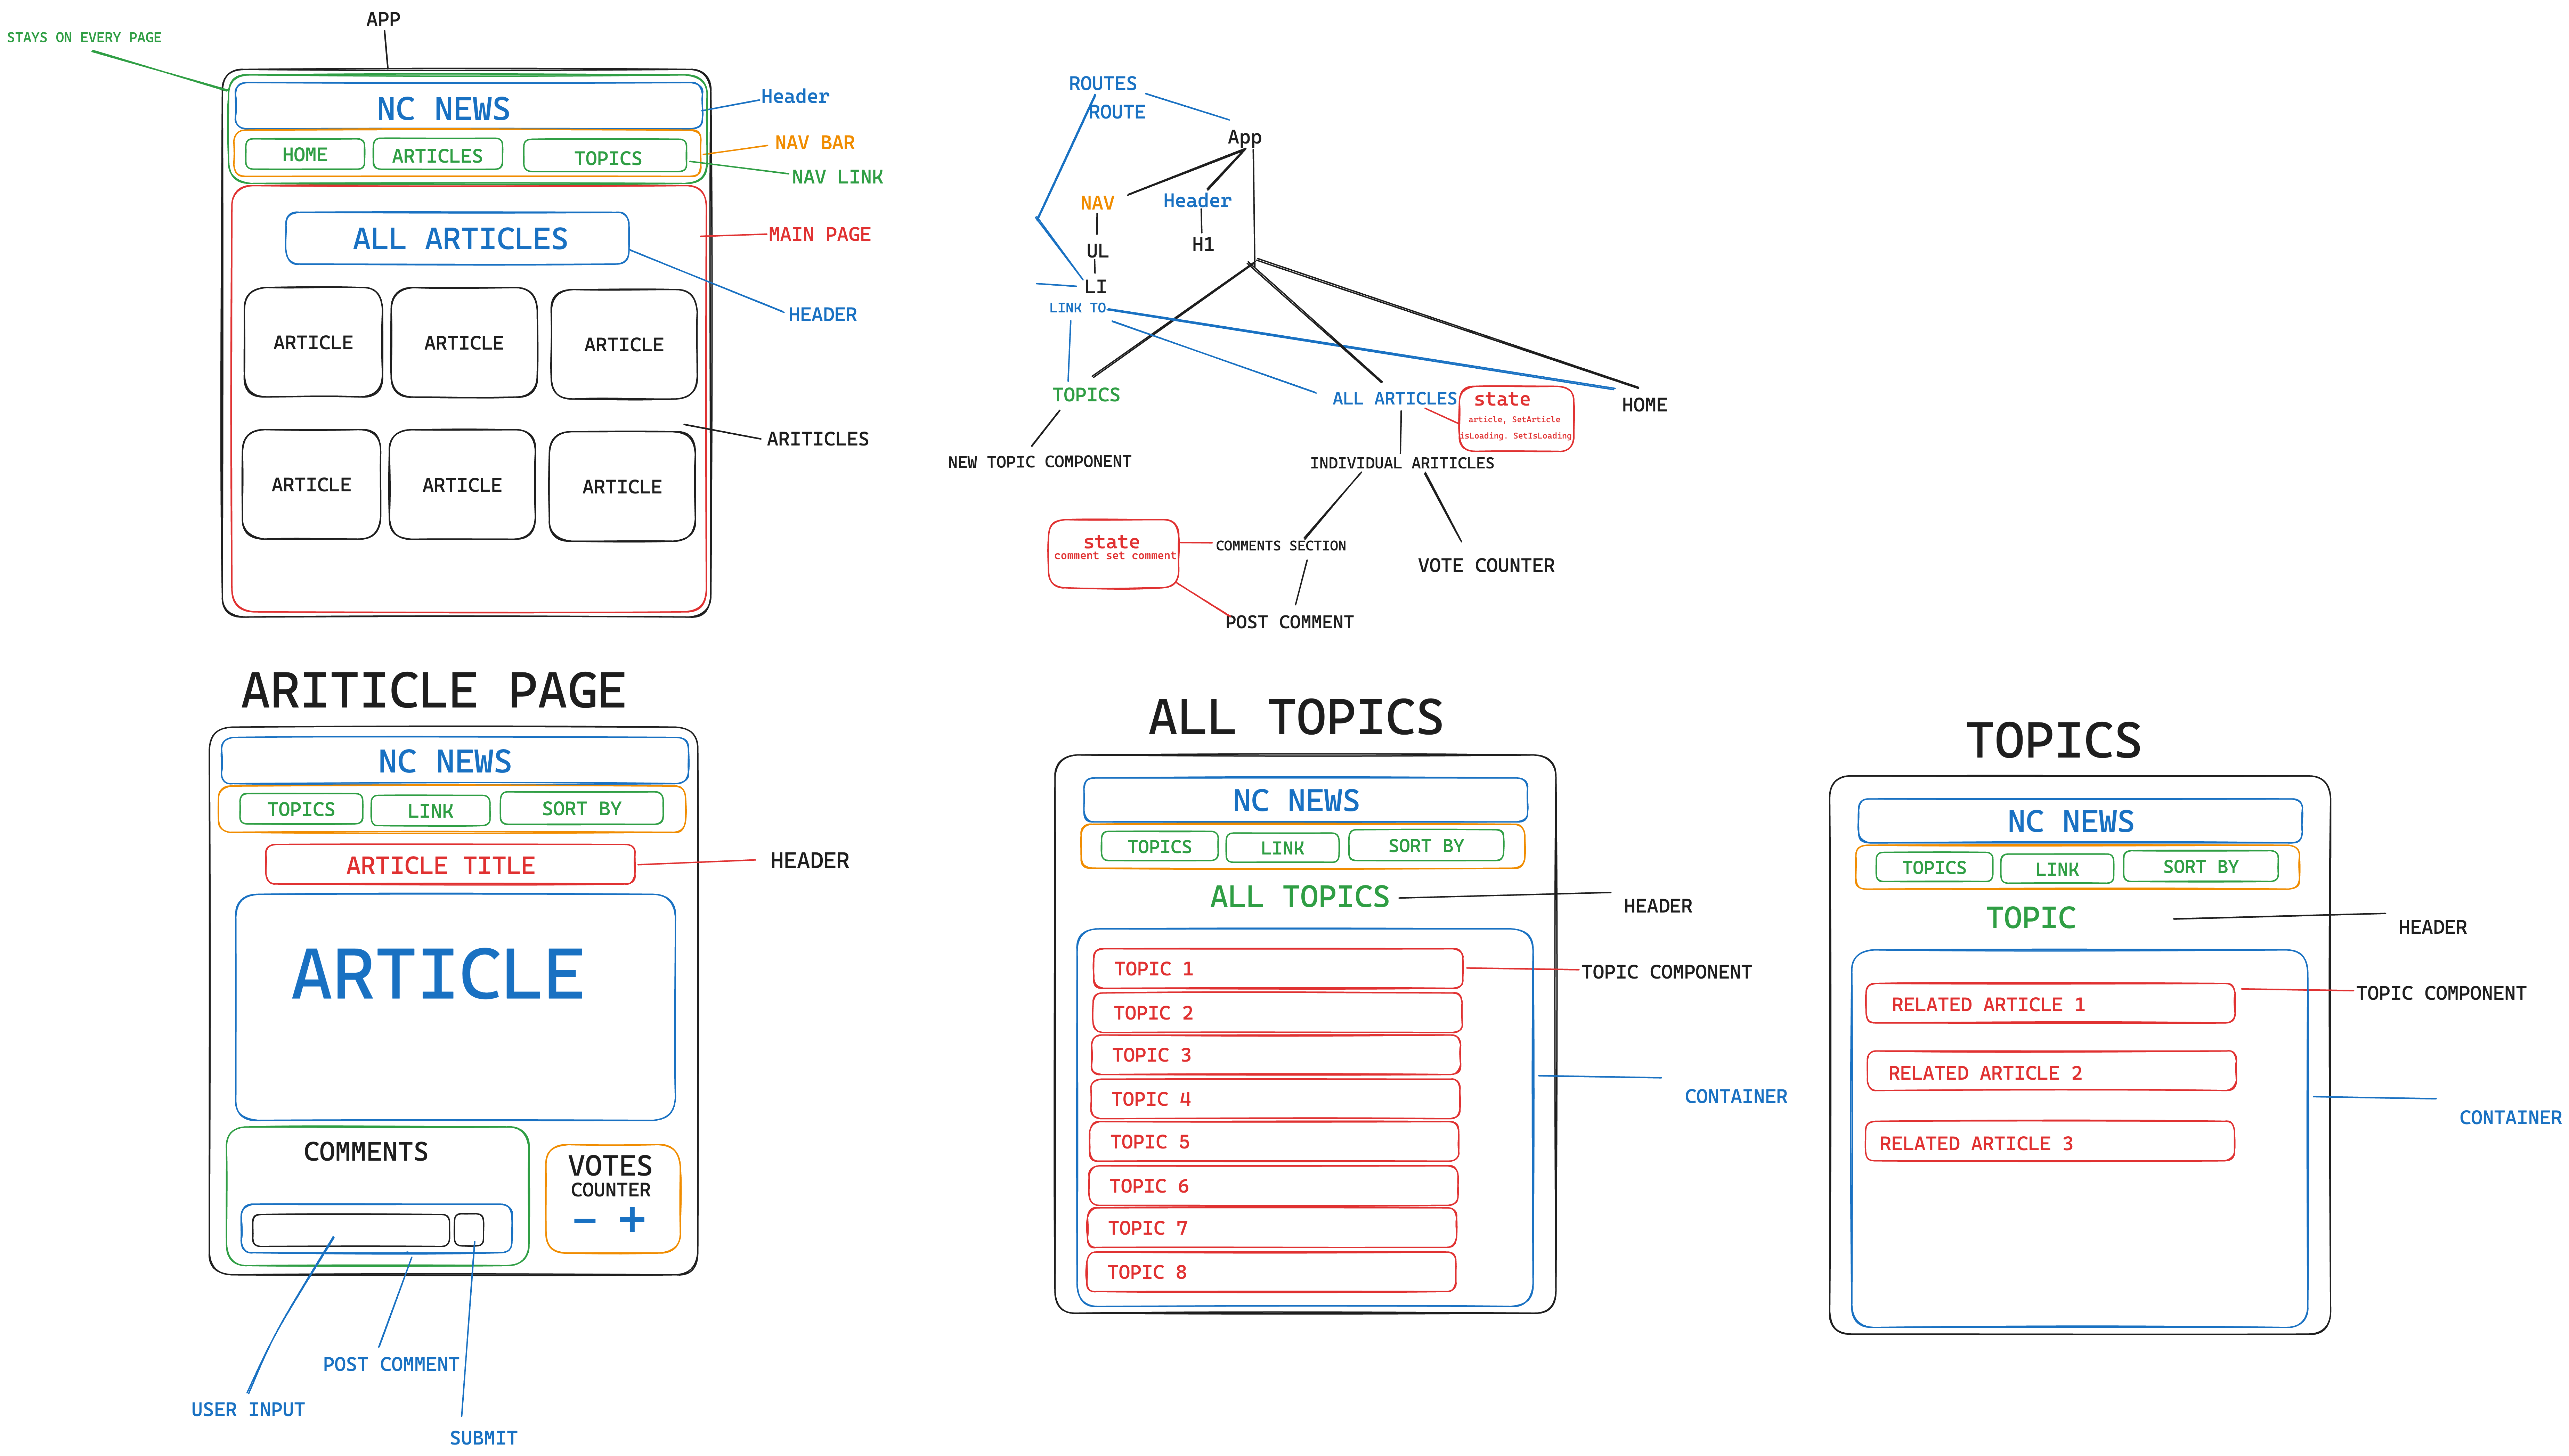 APP
STAYS ON EVERY PAGE
NC NEWS
Header
HOME
ARTICLES
TOPICS
NAV BAR
NAV LINK
ALL ARTICLES
MAIN PAGE
HEADER
ARTICLE
ARTICLE
ARTICLE
ARITICLES
ARTICLE
ARTICLE
ARTICLE
ROUTES
ROUTE
App
NAV
Header
UL
H1
LI
LINK TO
TOPICS
ALL ARTICLES
state
article, SetArticle
isLoading. SetIsLoading
HOME
NEW TOPIC COMPONENT
INDIVIDUAL ARITICLES
state
comment set comment
COMMENTS SECTION
VOTE COUNTER
POST COMMENT
ARITICLE PAGE
NC NEWS
TOPICS
LINK
SORT BY
ARTICLE TITLE
HEADER
ARTICLE
COMMENTS
VOTES
COUNTER
- +
POST COMMENT
USER INPUT
SUBMIT
ALL TOPICS
NC NEWS
TOPICS
LINK
SORT BY
ALL TOPICS
HEADER
TOPIC 1
TOPIC COMPONENT
TOPIC 2
TOPIC 3
TOPIC 4
CONTAINER
TOPIC 5
TOPIC 6
TOPIC 7
TOPIC 8
TOPICS
NC NEWS
TOPICS
LINK
SORT BY
TOPIC
HEADER
TOPIC COMPONENT
RELATED ARTICLE 1
RELATED ARTICLE 2
CONTAINER
RELATED ARTICLE 3